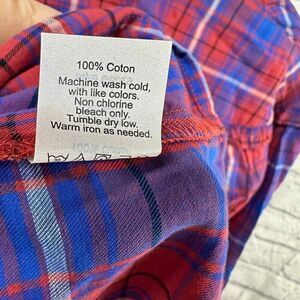 100% Coton
Machine wash cold,
with like colors.
Non chlorine
bleach only.
Tumble dry low.
Warm iron as needed.